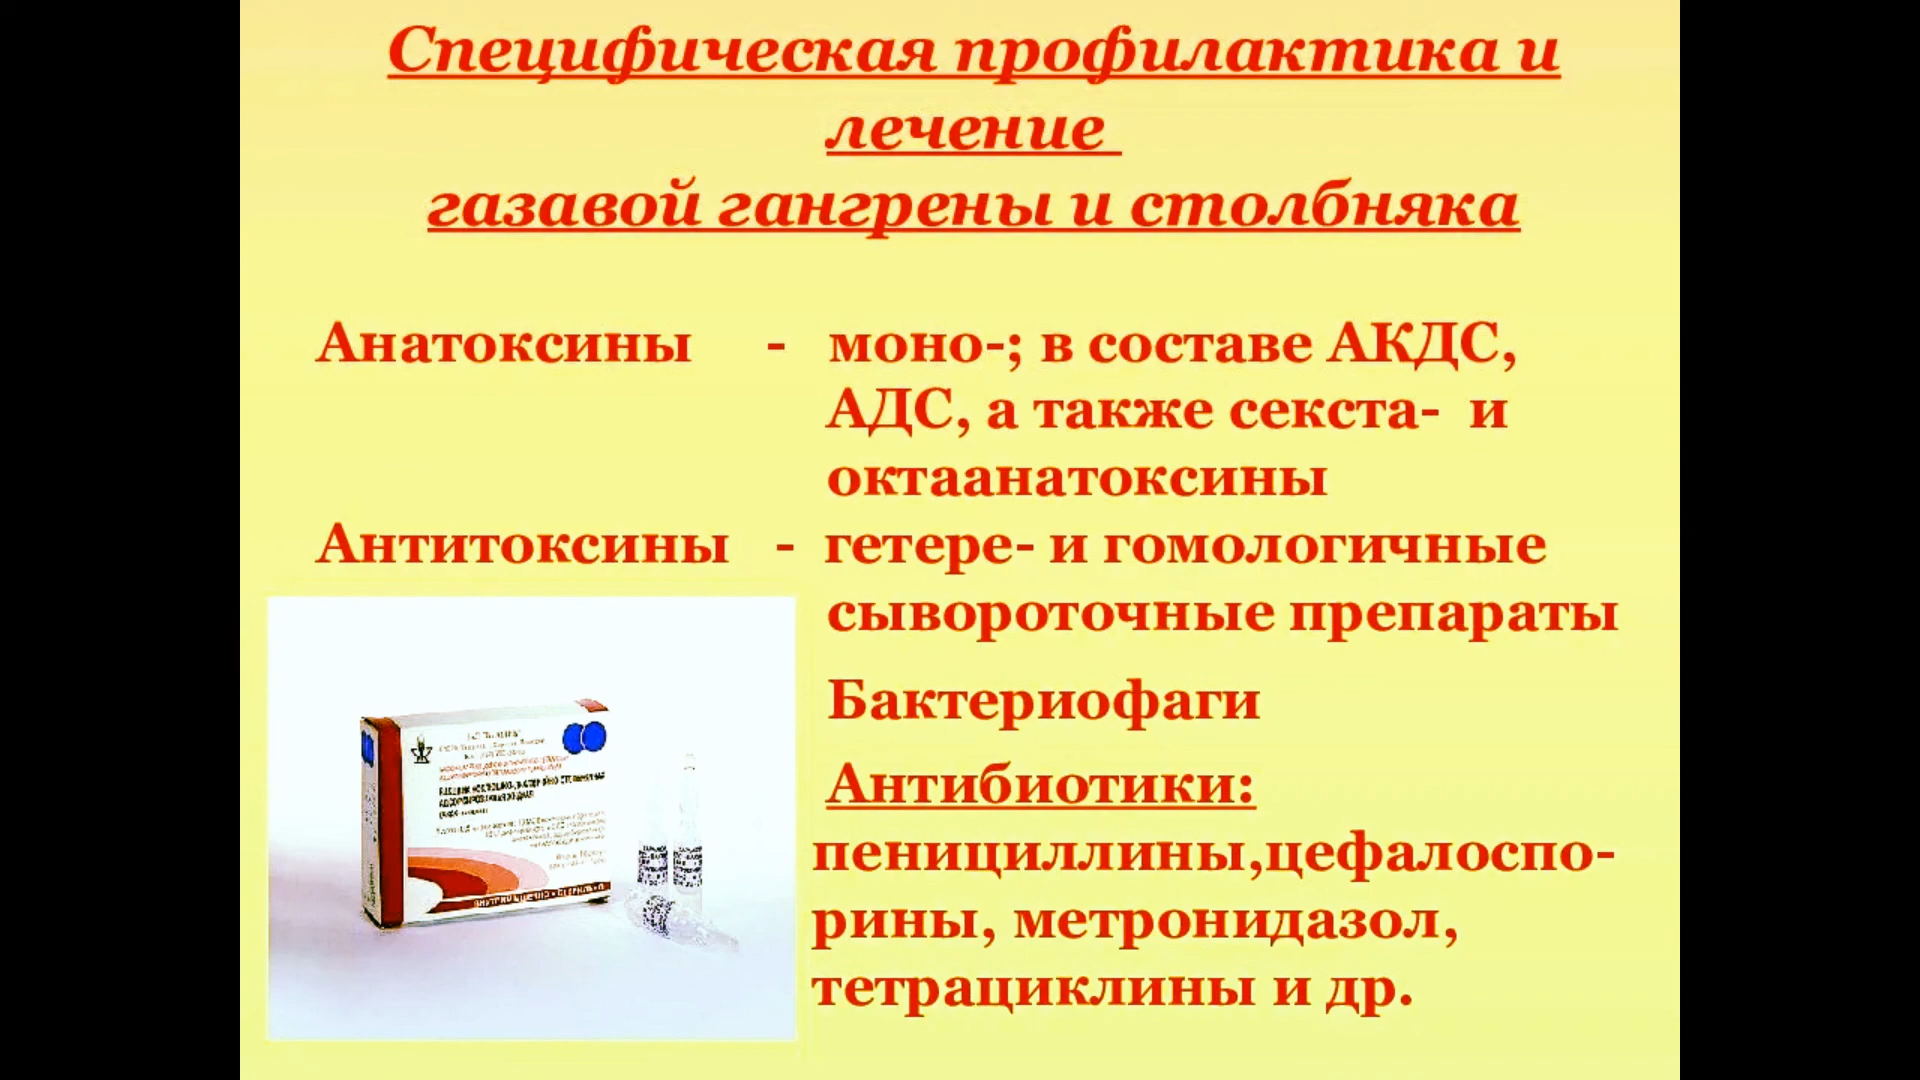 Специфическая профилактика и
лечение
газавой гангрены и столбняка
Анатоксины - моно-; в составе АКДС,
АДС, а также секста- и
октаанатоксины
Антитоксины - гетере- и гомологичные
сывороточные препараты
Бактериофаги
Антибиотики:
пенициллины,цефалоспо-
рины, метронидазол,
тетрациклины и др.